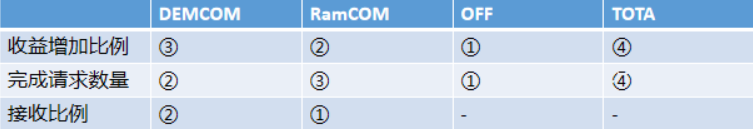 DEMCOM RamCOM OFF TOTA
收益增加比例 ③ ② ① ④
完成请求数量 ② ③ ① ④
接收比例 ② ① - -